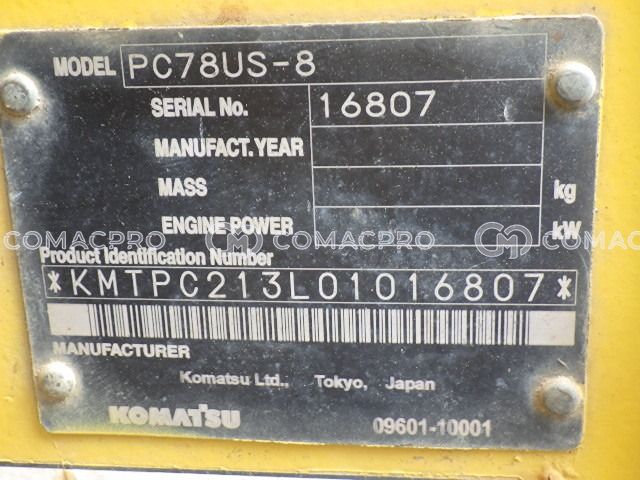 MODEL PC78US-8
SERIAL No. 16807
MANUFACT. YEAR
MASS kg
ENGINE POWER kW
COMACPRO COMACPRO COMACPRO
Product Identification Number
*KMTPC213L01016807*
MANUFACTURER
Komatsu Ltd., Tokyo, Japan
KOMATSU 09601-10001